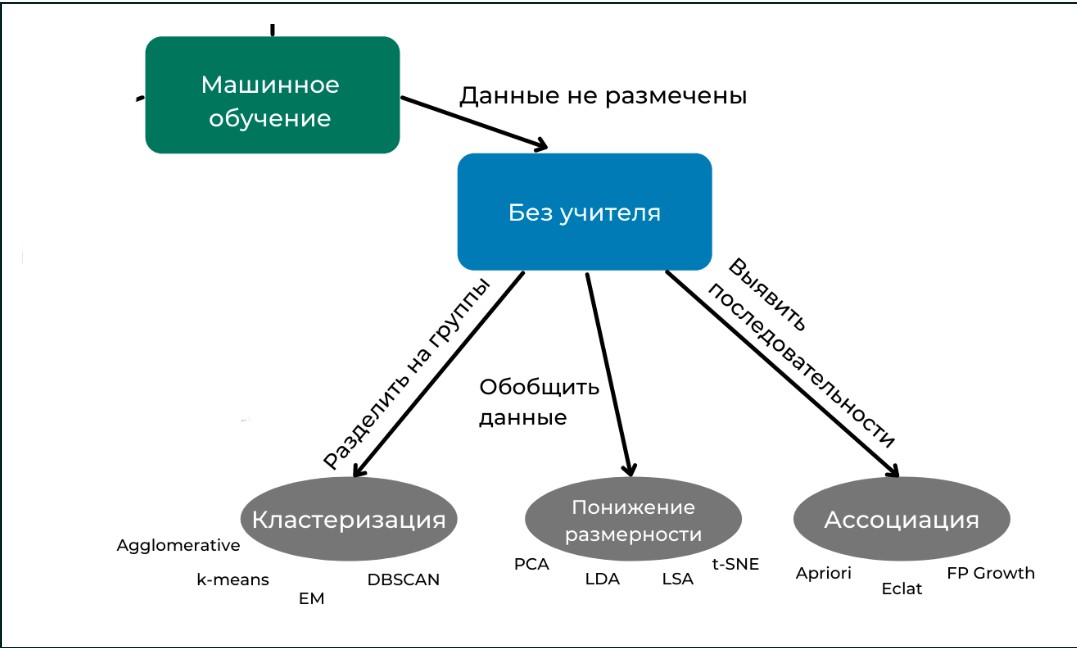 Машинное
обучение
Данные не размечены
Без учителя
Разделить на группы
Обобщить
данные
Выявить
последовательности
Кластеризация
Понижение
размерности
Ассоциация
Agglomerative
k-means
EM
DBSCAN
PCA
LDA
LSA
t-SNE
Apriori
Eclat
FP Growth